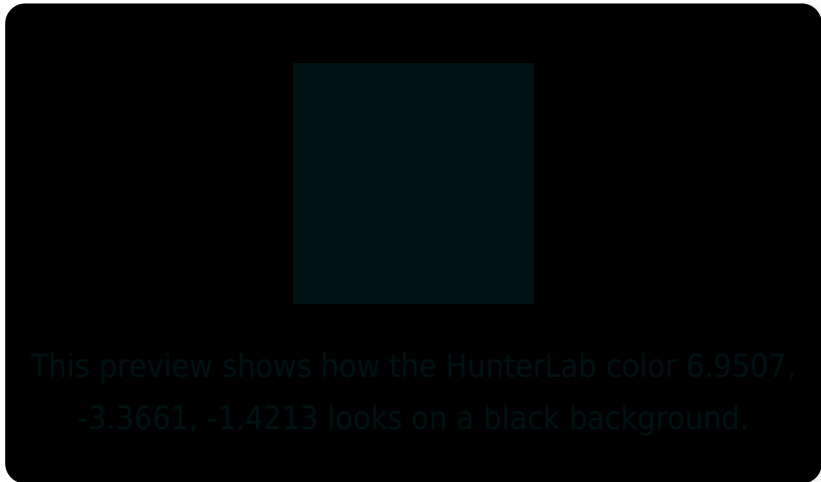 This preview shows how the HunterLab color 6.9507,
-3.3661, -1.4213 looks on a black background.